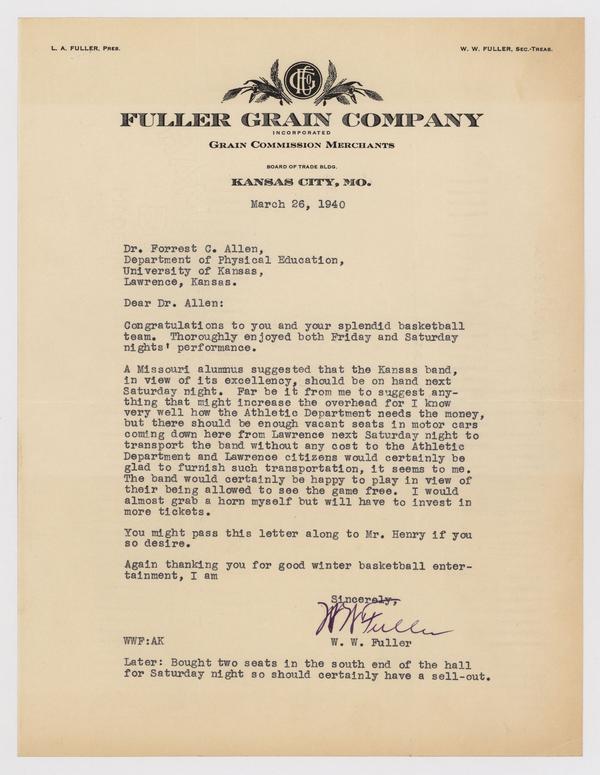 L. A. FULLER, PRES.
W. W. FULLER, SEC.-TREAS.
FULLER GRAIN COMPANY
INCORPORATED
GRAIN COMMISSION MERCHANTS
BOARD OF TRADE BLDG.
KANSAS CITY, MO.
March 26, 1940
Dr. Forrest C. Allen,
Department of Physical Education,
University of Kansas,
Lawrence, Kansas.
Dear Dr. Allen:
Congratulations to you and your splendid basketball
team.  Thoroughly enjoyed both Friday and Saturday
nights' performance.
A Missouri alumnus suggested that the Kansas band,
in view of its excellency, should be on hand next
Saturday night.  Far be it from me to suggest any-
thing that might increase the overhead for I know
very well how the Athletic Department needs the money,
but there should be enough vacant seats in motor cars
coming down here from Lawrence next Saturday night to
transport the band without any cost to the Athletic
Department and Lawrence citizens would certainly be
glad to furnish such transportation, it seems to me.
The band would certainly be happy to play in view of
their being allowed to see the game free.  I would
almost grab a horn myself but will have to invest in
more tickets.
You might pass this letter along to Mr. Henry if you
so desire.
Again thanking you for good winter basketball enter-
tainment, I am
Sincerely,
W W Fuller
WWF:AK
W. W. Fuller
Later: Bought two seats in the south end of the hall
for Saturday night so should certainly have a sell-out.